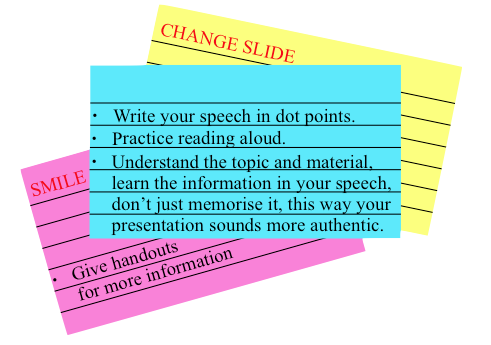 CHANGE SLIDE
• Write your speech in dot points.
• Practice reading aloud.
• Understand the topic and material,
learn the information in your speech,
don't just memorise it, this way your
presentation sounds more authentic.
SMILE
• Give handouts
for more information